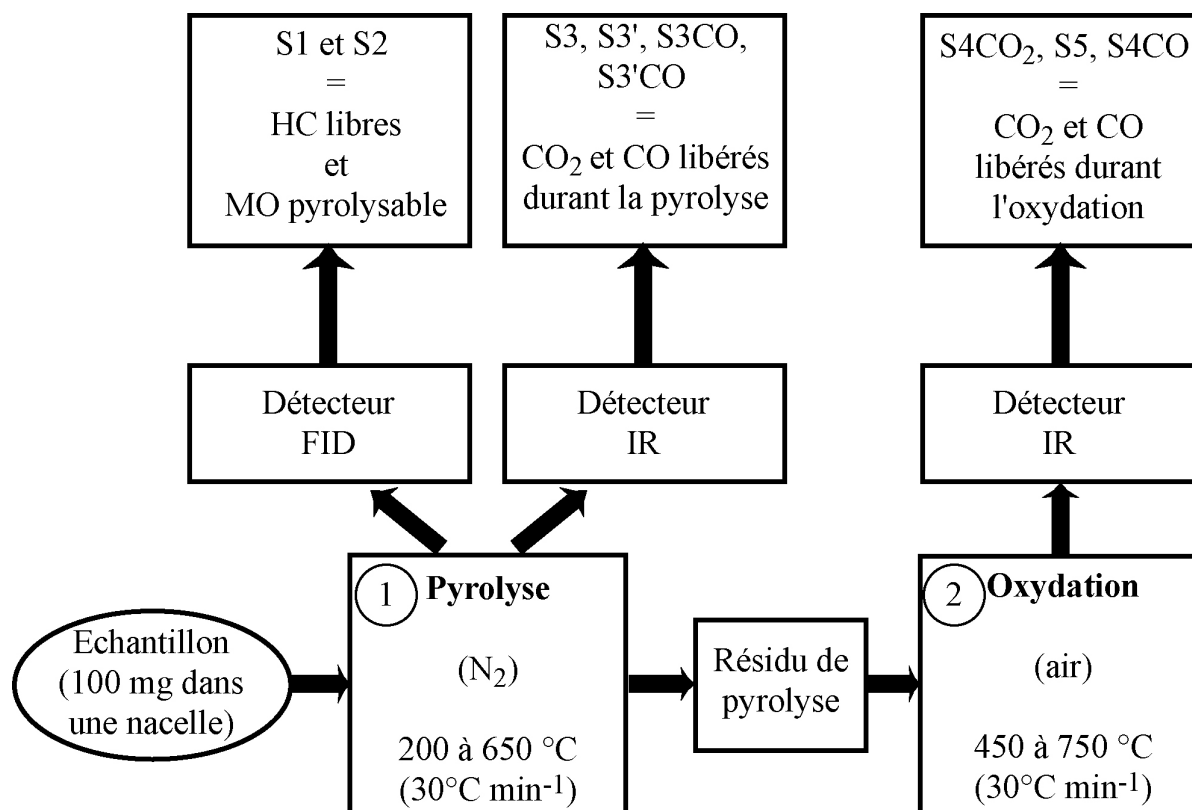 S1 et S2
=
HC libres
et
MO pyrolysable
S3, S3', S3CO,
S3'CO
=
CO₂ et CO libérés
durant la pyrolyse
S4CO₂, S5, S4CO
=
CO₂ et CO
libérés durant
l'oxydation
Détecteur
FID
Détecteur
IR
Détecteur
IR
Echantillon
(100 mg dans
une nacelle)
1 Pyrolyse
(N₂)
200 à 650 °C
(30°C min⁻¹)
Résidu de
pyrolyse
2 Oxydation
(air)
450 à 750 °C
(30°C min⁻¹)